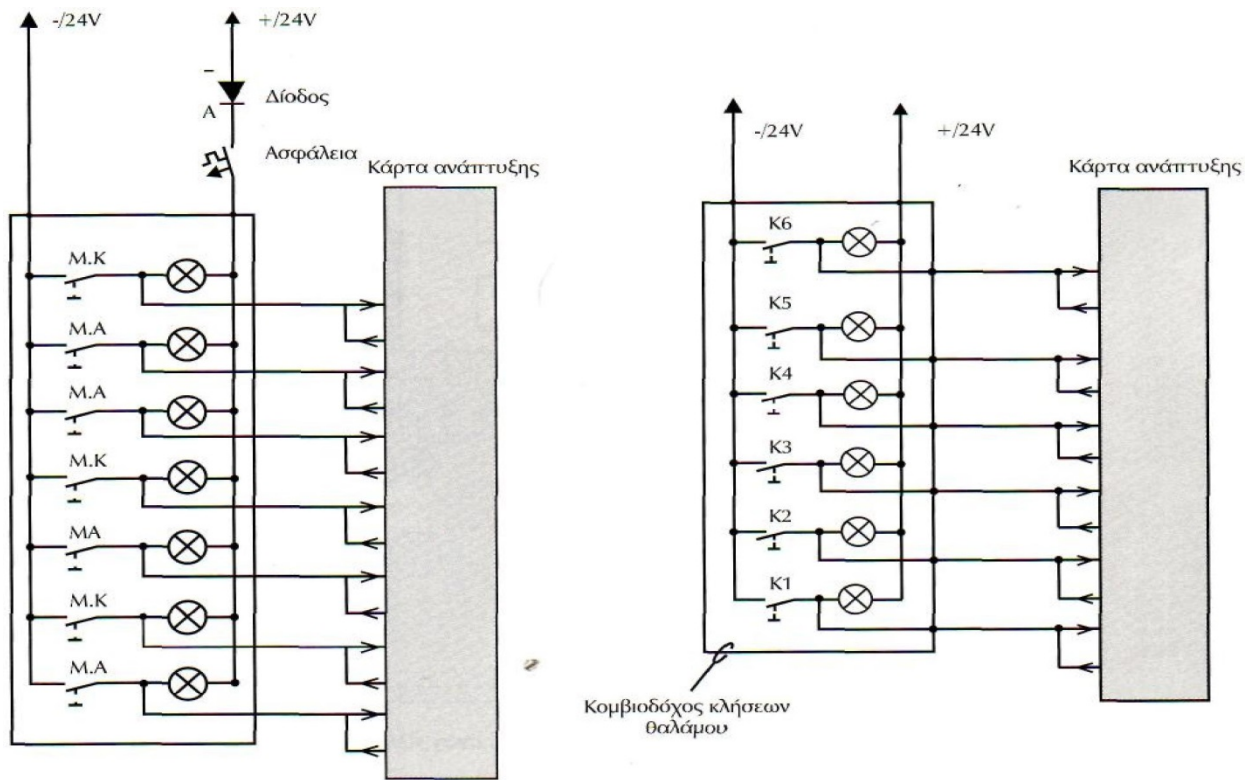 -/24V
+/24V
–
A
Δίοδος
Ασφάλεια
Κάρτα ανάπτυξης
M.K
M.A
M.A
M.K
MA
M.K
M.A
-/24V
+/24V
Κάρτα ανάπτυξης
K6
K5
K4
K3
K2
K1
Κομβιοδόχος κλήσεων
θαλάμου